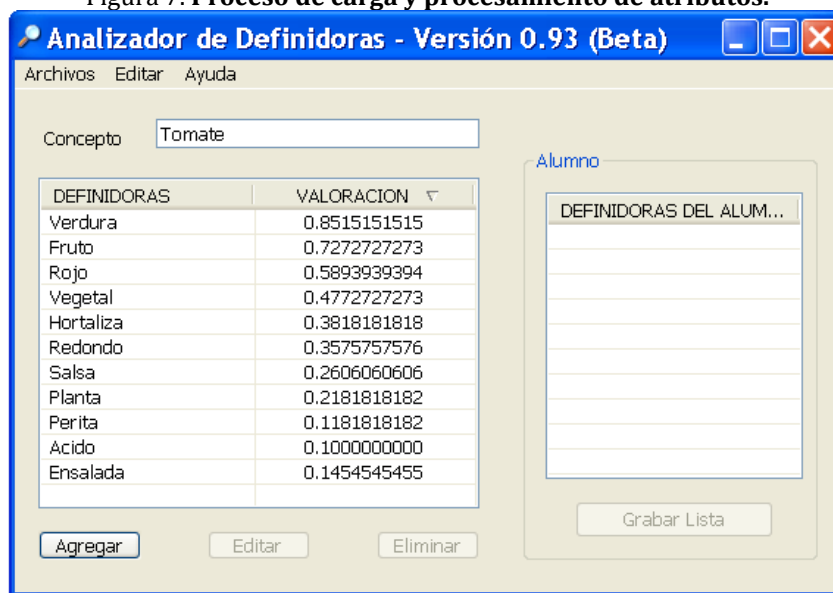 Figura 7. Proceso de carga y procesamiento de atributos.
Analizador de Definidoras - Versión 0.93 (Beta)
Archivos Editar Ayuda
Concepto Tomate
DEFINIDORAS VALORACION
Verdura 0.8515151515
Fruto 0.7272727273
Rojo 0.5893939394
Vegetal 0.4772727273
Hortaliza 0.3818181818
Redondo 0.3575757576
Salsa 0.2606060606
Planta 0.2181818182
Perita 0.1181818182
Acido 0.1000000000
Ensalada 0.1454545455
Agregar Editar Eliminar
Alumno
DEFINIDORAS DEL ALUM...
Grabar Lista